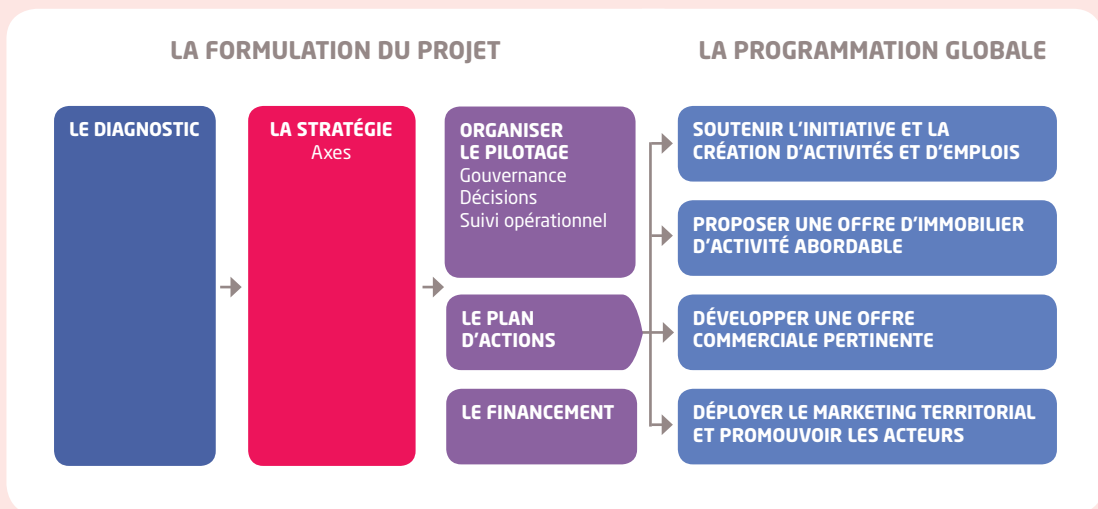 LA FORMULATION DU PROJET
LA PROGRAMMATION GLOBALE
LE DIAGNOSTIC
LA STRATÉGIE
Axes
ORGANISER
LE PILOTAGE
Gouvernance
Décisions
Suivi opérationnel
LE PLAN
D'ACTIONS
LE FINANCEMENT
SOUTENIR L'INITIATIVE ET LA
CRÉATION D'ACTIVITÉS ET D'EMPLOIS
PROPOSER UNE OFFRE D'IMMOBILIER
D'ACTIVITÉ ABORDABLE
DÉVELOPPER UNE OFFRE
COMMERCIALE PERTINENTE
DÉPLOYER LE MARKETING TERRITORIAL
ET PROMOUVOIR LES ACTEURS